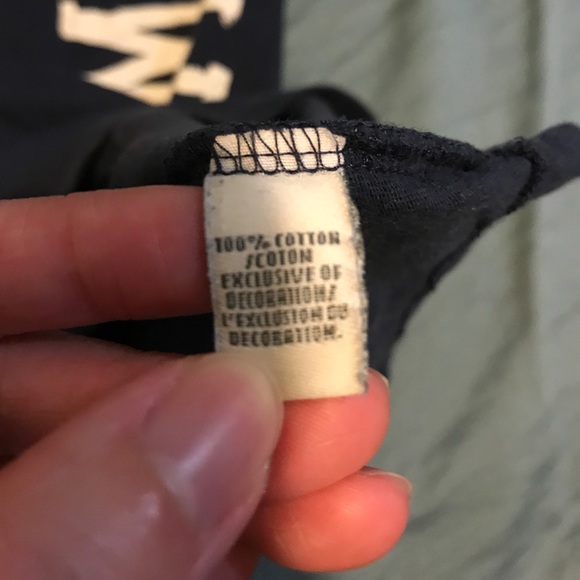 W
100% COTTON
/COTON
EXCLUSIVE OF
DECORATION/
L'EXCLUSION DU
DECORATION.